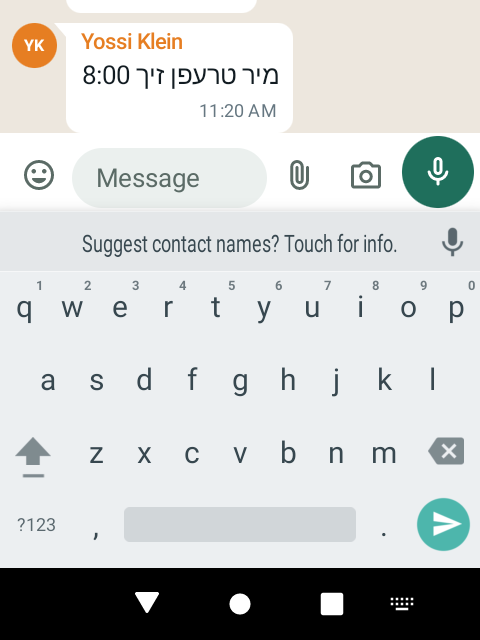 YK
Yossi Klein
מיר טרעפן זיך 8:00
11:20 AM
Message
Suggest contact names? Touch for info.
1 2 3 4 5 6 7 8 9 0
q w e r t y u i o p
a s d f g h j k l
z x c v b n m
?123 , .